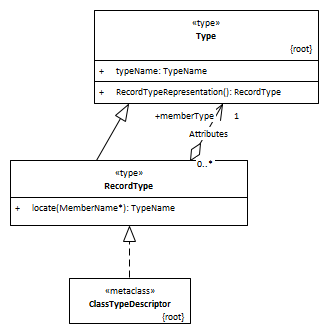 «type»
Type
{root}
+ typeName: TypeName
+ RecordTypeRepresentation(): RecordType
+memberType 1
Attributes
0..*
«type»
RecordType
+ locate(MemberName*): TypeName
«metaclass»
ClassTypeDescriptor
{root}